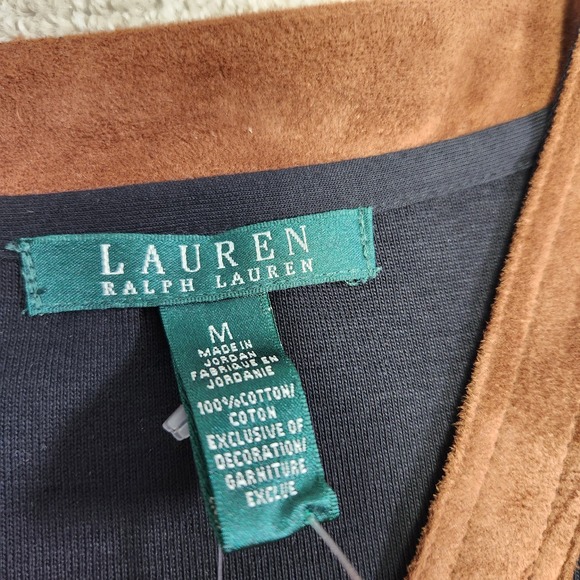 LAUREN
RALPH LAUREN
M
MADE IN
JORDAN
FABRIQUE EN
JORDANIE
100%COTTON/
COTON
EXCLUSIVE OF
DECORATION/
GARNITURE
EXCLUE